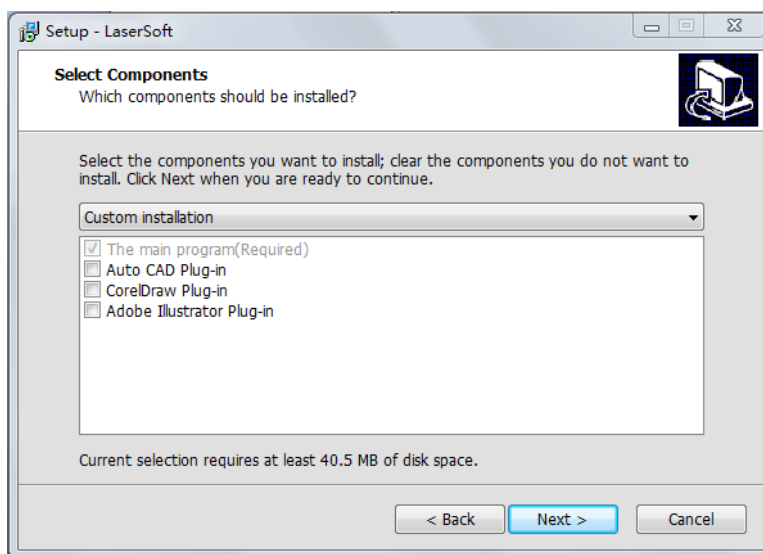 Setup - LaserSoft
Select Components
Which components should be installed?
Select the components you want to install; clear the components you do not want to
install. Click Next when you are ready to continue.
Custom installation
The main program(Required)
Auto CAD Plug-in
CorelDraw Plug-in
Adobe Illustrator Plug-in
Current selection requires at least 40.5 MB of disk space.
< Back
Next >
Cancel